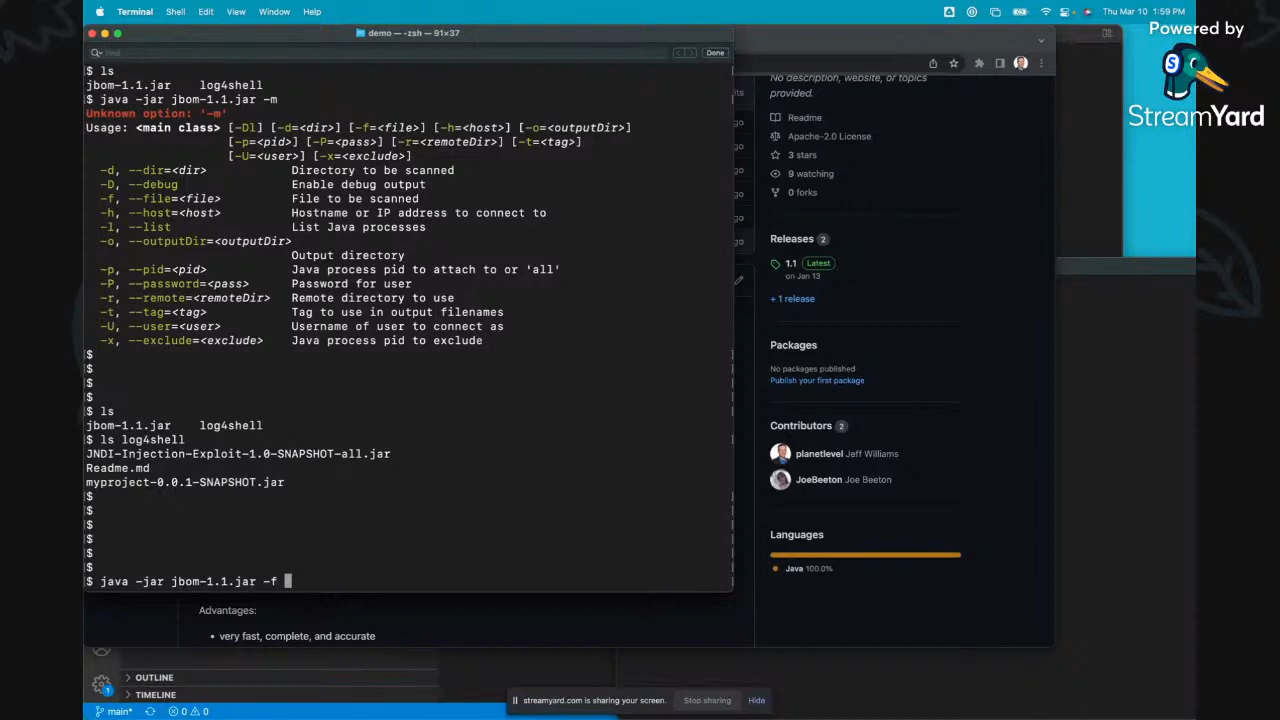 Terminal Shell Edit View Window Help
Thu Mar 10 1:59 PM
Powered by
S
StreamYard
demo — -zsh — 91×37
Done
$ ls
jbom-1.1.jar log4shell
$ java -jar jbom-1.1.jar -m
Unknown option: '-m'
Usage: <main class> [-Dl] [-d=<dir>] [-f=<file>] [-h=<host>] [-o=<outputDir>]
[-p=<pid>] [-P=<pass>] [-r=<remoteDir>] [-t=<tag>]
[-U=<user>] [-x=<exclude>]
-d, --dir=<dir> Directory to be scanned
-D, --debug Enable debug output
-f, --file=<file> File to be scanned
-h, --host=<host> Hostname or IP address to connect to
-l, --list List Java processes
-o, --outputDir=<outputDir>
Output directory
-p, --pid=<pid> Java process pid to attach to or 'all'
-P, --password=<pass> Password for user
-r, --remote=<remoteDir> Remote directory to use
-t, --tag=<tag> Tag to use in output filenames
-U, --user=<user> Username of user to connect as
-x, --exclude=<exclude> Java process pid to exclude
$
$
$
$
$ ls
jbom-1.1.jar log4shell
$ ls log4shell
JNDI-Injection-Exploit-1.0-SNAPSHOT-all.jar
Readme.md
myproject-0.0.1-SNAPSHOT.jar
$
$
$
$
$
$
$ java -jar jbom-1.1.jar -f
No description, website, or topics
provided.
Readme
Apache-2.0 License
3 stars
9 watching
0 forks
Releases 2
1.1 Latest
on Jan 13
+ 1 release
Packages
No packages published
Publish your first package
Contributors 2
planetlevel Jeff Williams
JoeBeeton Joe Beeton
Languages
Java 100.0%
Advantages:
• very fast, complete, and accurate
OUTLINE
TIMELINE
1
main* 0 0
streamyard.com is sharing your screen. Stop sharing Hide